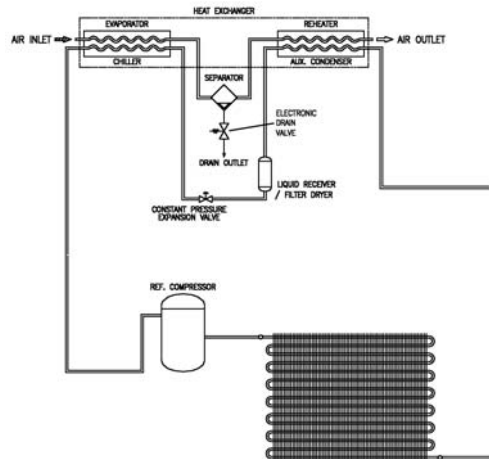 HEAT EXCHANGER
EVAPORATOR
REHEATER
AIR INLET
AIR OUTLET
CHILLER
AUX. CONDENSER
SEPARATOR
ELECTRONIC
DRAIN
VALVE
DRAIN OUTLET
LIQUID RECEIVER
/ FILTER DRYER
CONSTANT PRESSURE
EXPANSION VALVE
REF. COMPRESSOR